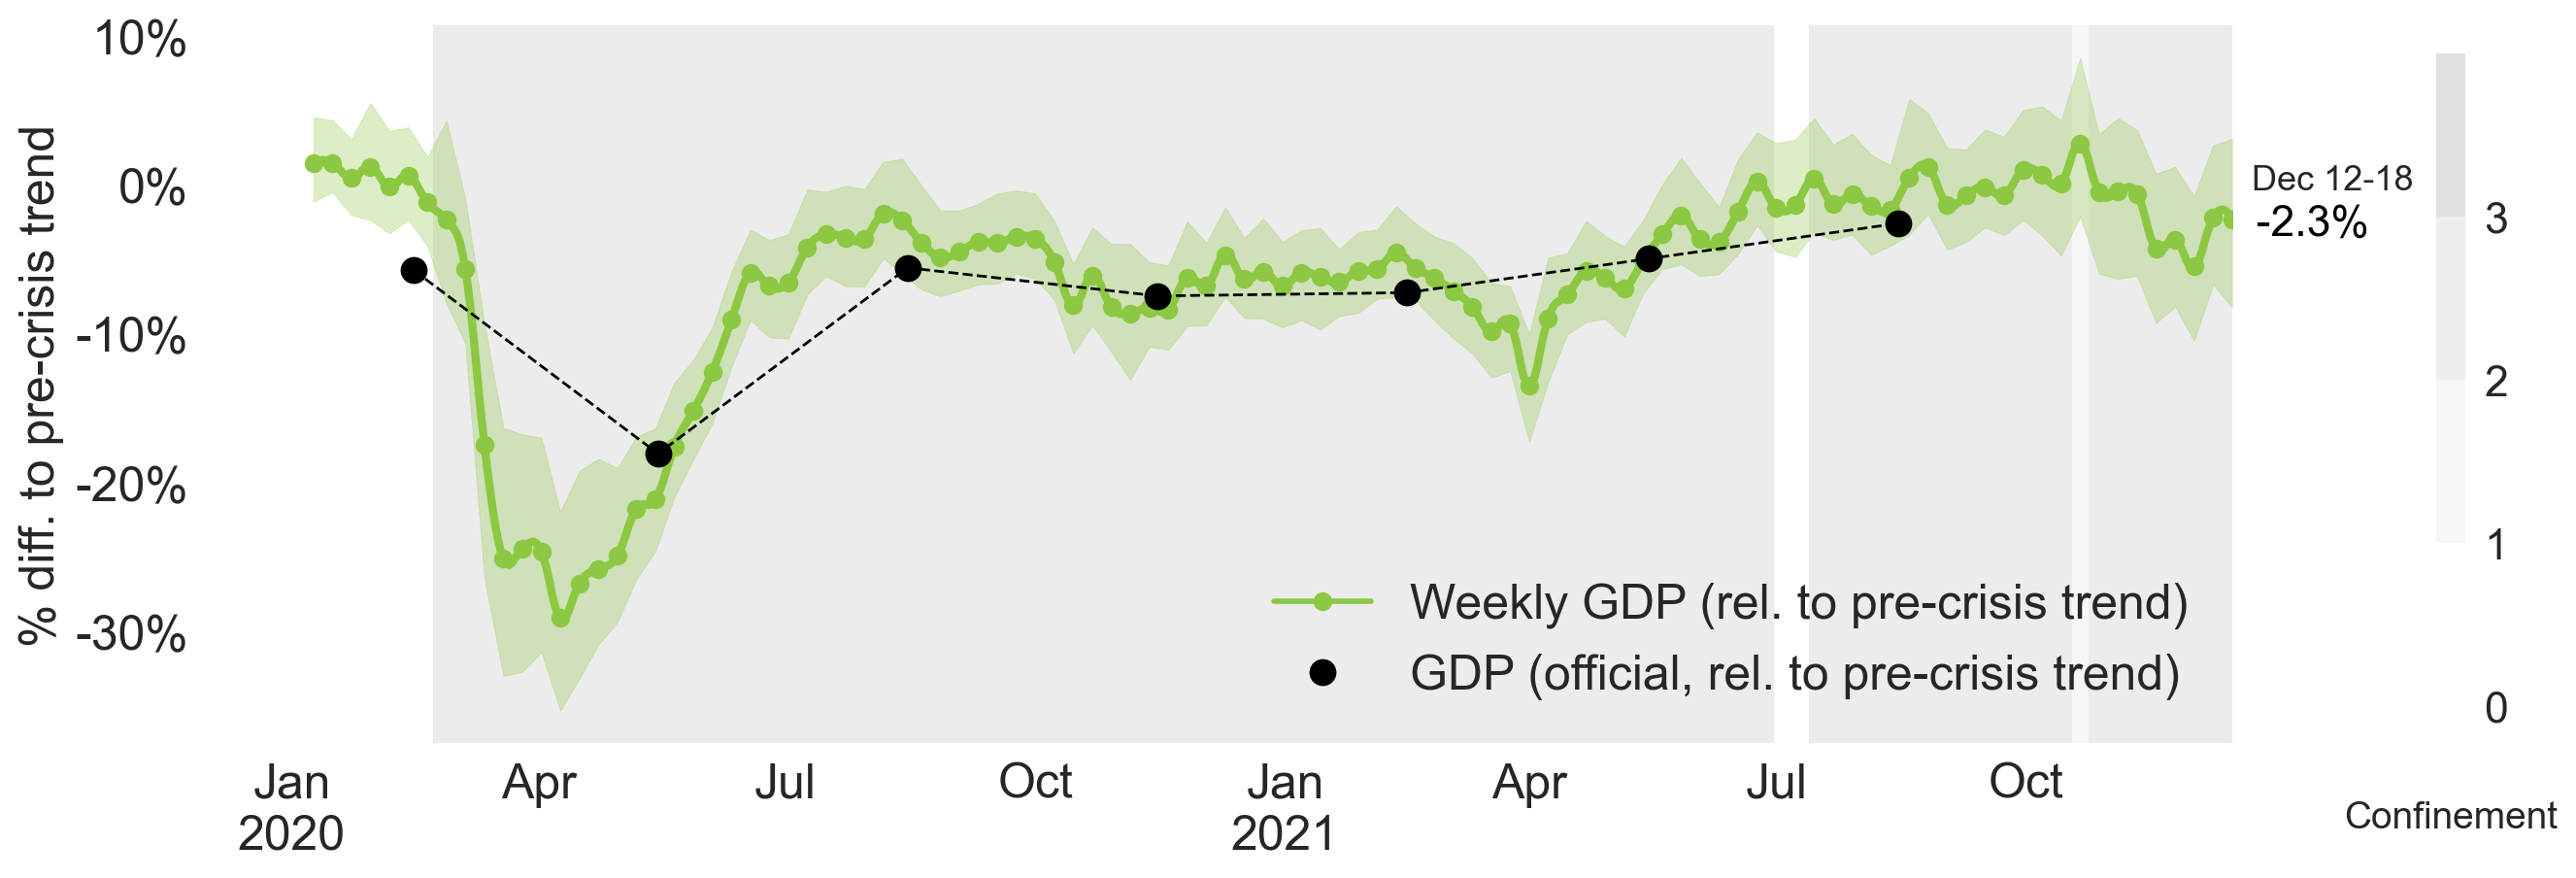 % diff. to pre-crisis trend
10%
0%
-10%
-20%
-30%
Dec 12-18
-2.3%
3
2
1
0
Confinement
Weekly GDP (rel. to pre-crisis trend)
GDP (official, rel. to pre-crisis trend)
Jan Apr Jul Oct Jan Apr Jul Oct
2020 2021